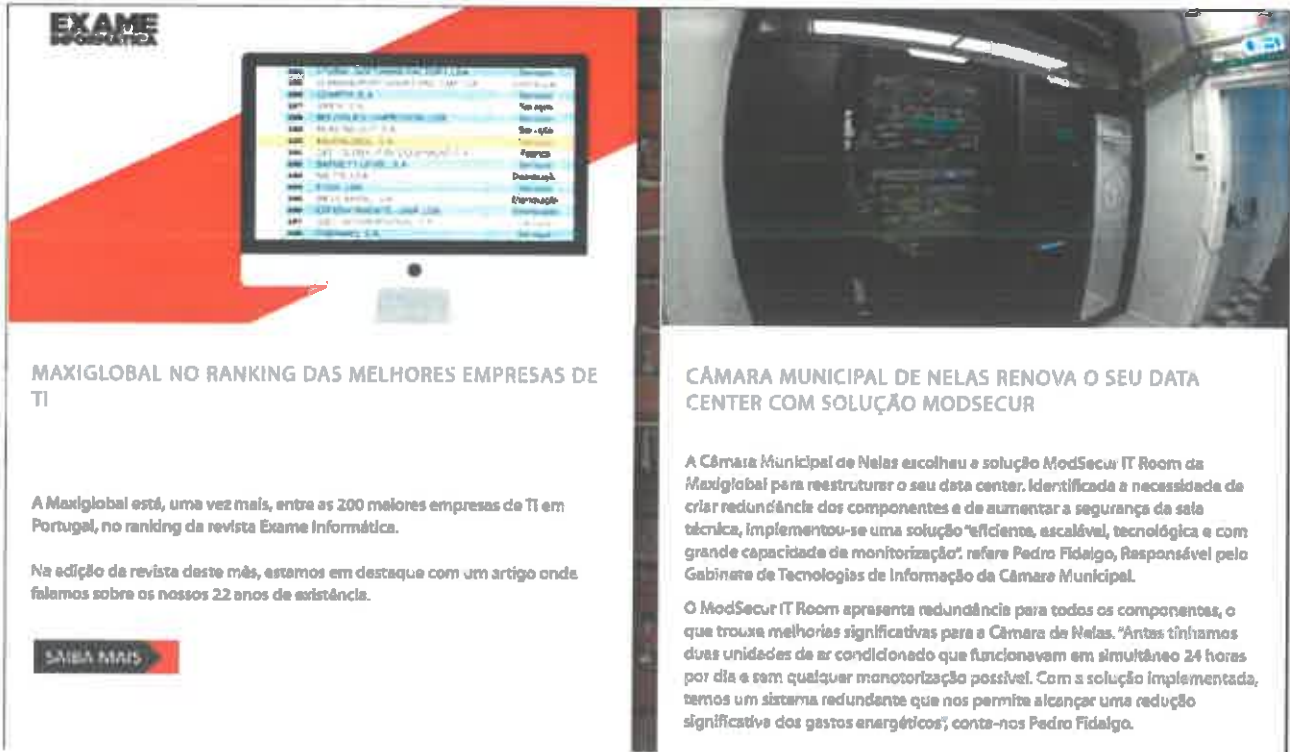 EXAME
INFORMÁTICA
Serviços
Fabrico
Distribuição
MAXIGLOBAL NO RANKING DAS MELHORES EMPRESAS DE
TI
A Maxiglobal está, uma vez mais, entre as 200 maiores empresas de TI em
Portugal, no ranking da revista Exame Informática.
Na edição da revista deste mês, estamos em destaque com um artigo onde
falamos sobre os nossos 22 anos de existência.
SAIBA MAIS
CÂMARA MUNICIPAL DE NELAS RENOVA O SEU DATA
CENTER COM SOLUÇÃO MODSECUR
A Câmara Municipal de Nelas escolheu a solução ModSecur IT Room da
Maxiglobal para reestruturar o seu data center. Identificada a necessidade de
criar redundância dos componentes e de aumentar a segurança da sala
técnica, implementou-se uma solução "eficiente, escalável, tecnológica e com
grande capacidade de monitorização", refere Pedro Fidalgo, Responsável pelo
Gabinete de Tecnologias de Informação da Câmara Municipal.
O ModSecur IT Room apresenta redundância para todos os componentes, o
que trouxe melhorias significativas para a Câmara de Nelas. "Antes tínhamos
duas unidades de ar condicionado que funcionavam em simultâneo 24 horas
por dia e sem qualquer monotorização possível. Com a solução implementada,
temos um sistema redundante que nos permite alcançar uma redução
significativa dos gastos energéticos", conta-nos Pedro Fidalgo.